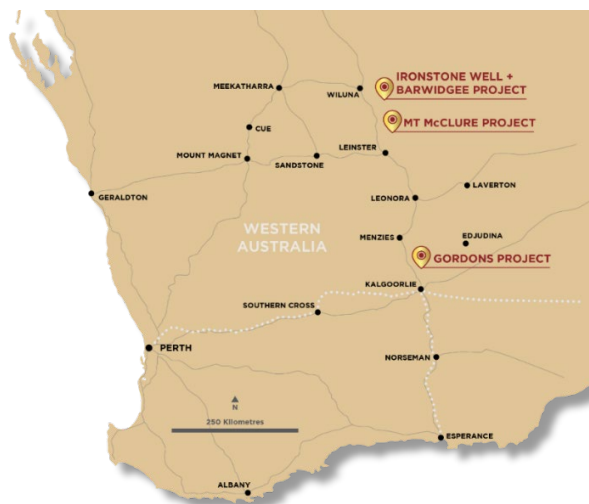 IRONSTONE WELL +
BARWIDGEE PROJECT
MEEKATHARRA
WILUNA
MT McCLURE PROJECT
CUE
MOUNT MAGNET
SANDSTONE
LEINSTER
GERALDTON
LEONORA
LAVERTON
WESTERN
AUSTRALIA
MENZIES
EDJUDINA
GORDONS PROJECT
KALGOORLIE
SOUTHERN CROSS
PERTH
NORSEMAN
N
250 Kilometres
ESPERANCE
ALBANY